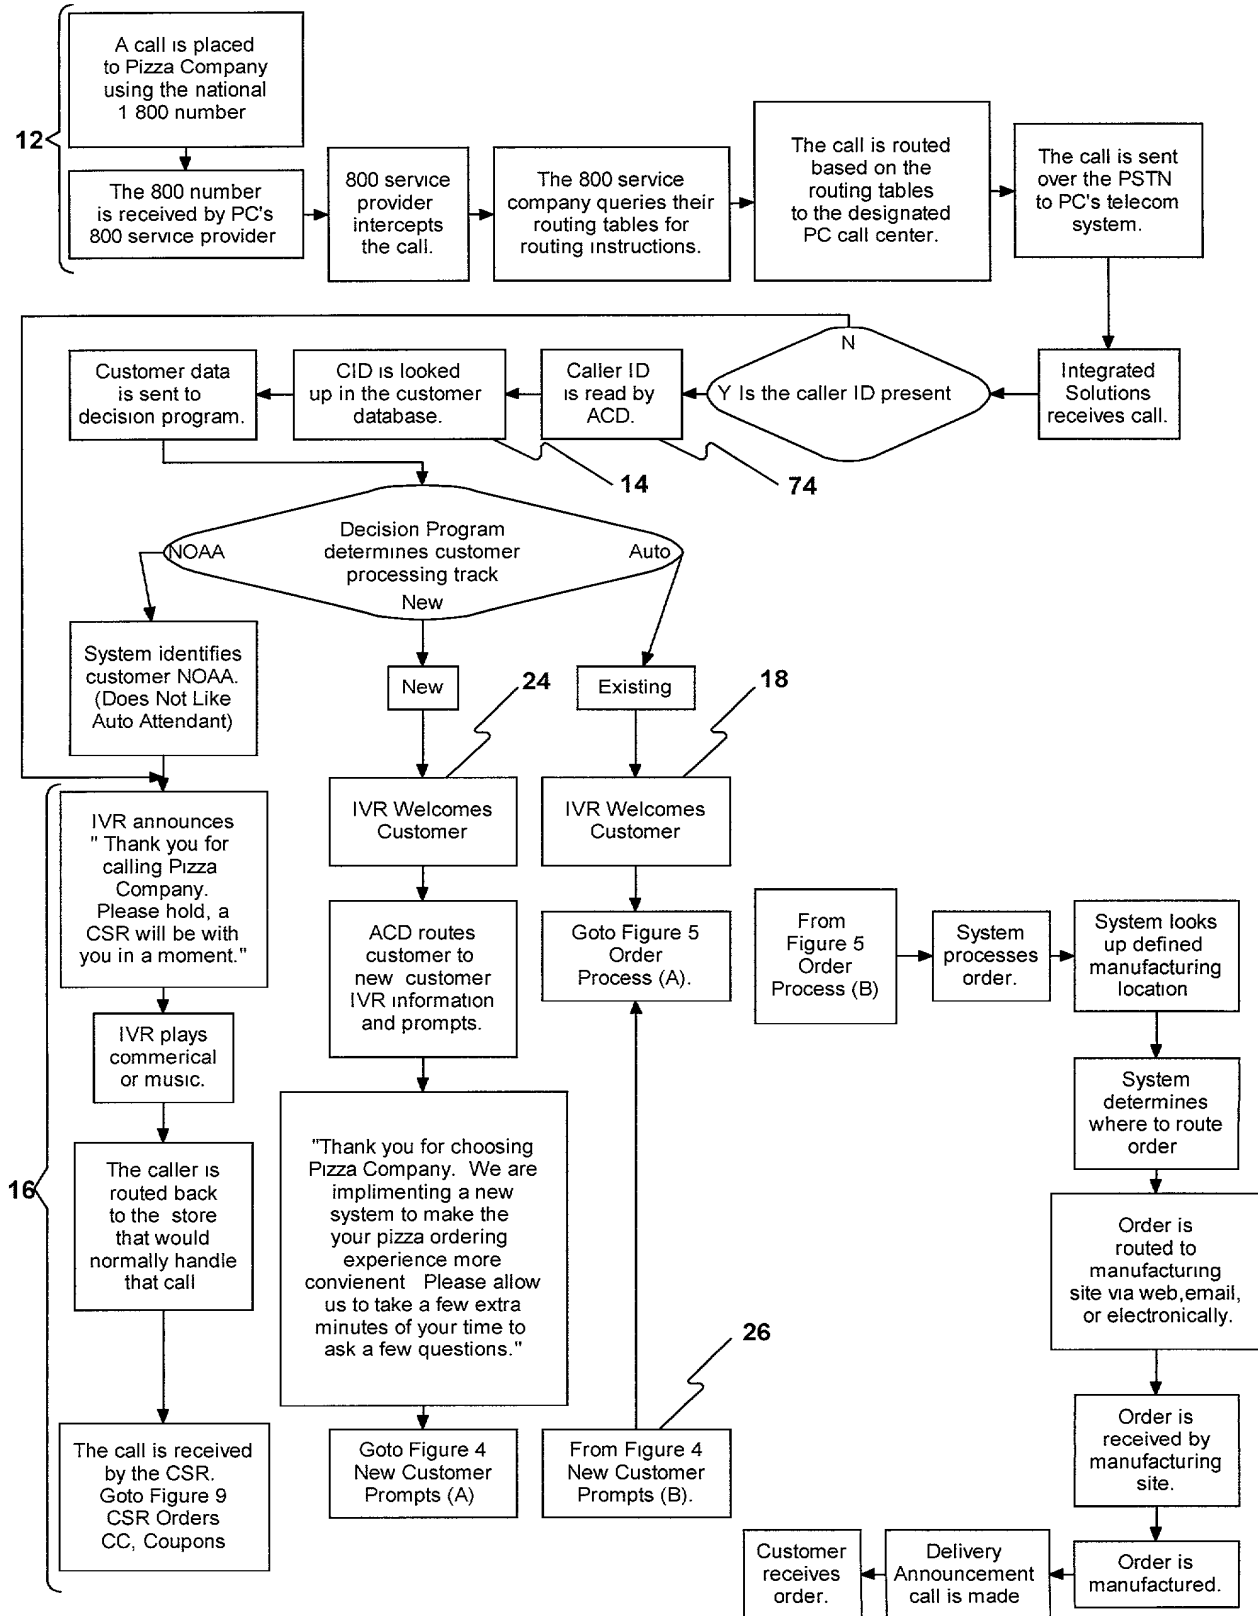 A call is placed
to Pizza Company
using the national
1 800 number
12
The 800 number
is received by PC's
800 service provider
800 service
provider
intercepts
the call.
The 800 service
company queries their
routing tables for
routing instructions.
The call is routed
based on the
routing tables
to the designated
PC call center.
The call is sent
over the PSTN
to PC's telecom
system.
Integrated
Solutions
receives call.
N
Y Is the caller ID present
Caller ID
is read by
ACD.
74
CID is looked
up in the customer
database.
14
Customer data
is sent to
decision program.
Decision Program
determines customer
processing track
NOAA
Auto
New
System identifies
customer NOAA.
(Does Not Like
Auto Attendant)
New
24
Existing
18
16
IVR announces
" Thank you for
calling Pizza
Company.
Please hold, a
CSR will be with
you in a moment."
IVR plays
commerical
or music.
The caller is
routed back
to the store
that would
normally handle
that call
The call is received
by the CSR.
Goto Figure 9
CSR Orders
CC, Coupons
IVR Welcomes
Customer
ACD routes
customer to
new customer
IVR information
and prompts.
"Thank you for choosing
Pizza Company. We are
implimenting a new
system to make the
your pizza ordering
experience more
convienent Please allow
us to take a few extra
minutes of your time to
ask a few questions."
Goto Figure 4
New Customer
Prompts (A)
IVR Welcomes
Customer
Goto Figure 5
Order
Process (A).
26
From Figure 4
New Customer
Prompts (B).
From
Figure 5
Order
Process (B)
System
processes
order.
System looks
up defined
manufacturing
location
System
determines
where to route
order
Order is
routed to
manufacturing
site via web,email,
or electronically.
Order is
received by
manufacturing
site.
Order is
manufactured.
Delivery
Announcement
call is made
Customer
receives
order.